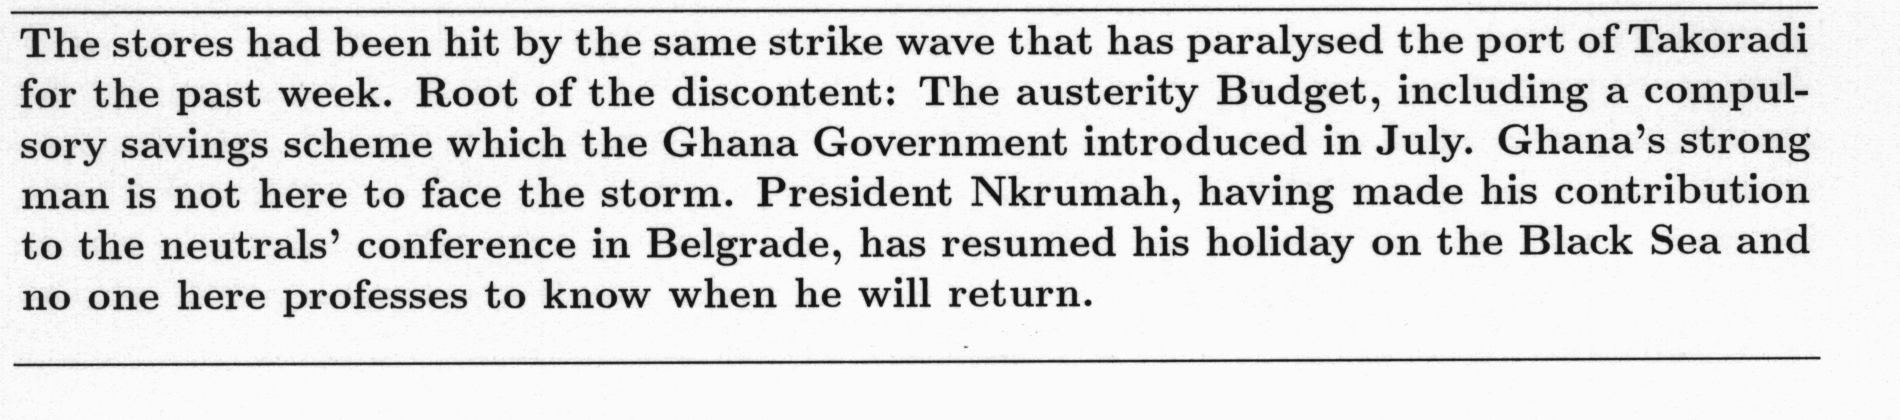 The stores had been hit by the same strike wave that has paralysed the port of Takoradi
for the past week. Root of the discontent: The austerity Budget, including a compul-
sory savings scheme which the Ghana Government introduced in July. Ghana's strong
man is not here to face the storm. President Nkrumah, having made his contribution
to the neutrals' conference in Belgrade, has resumed his holiday on the Black Sea and
no one here professes to know when he will return.